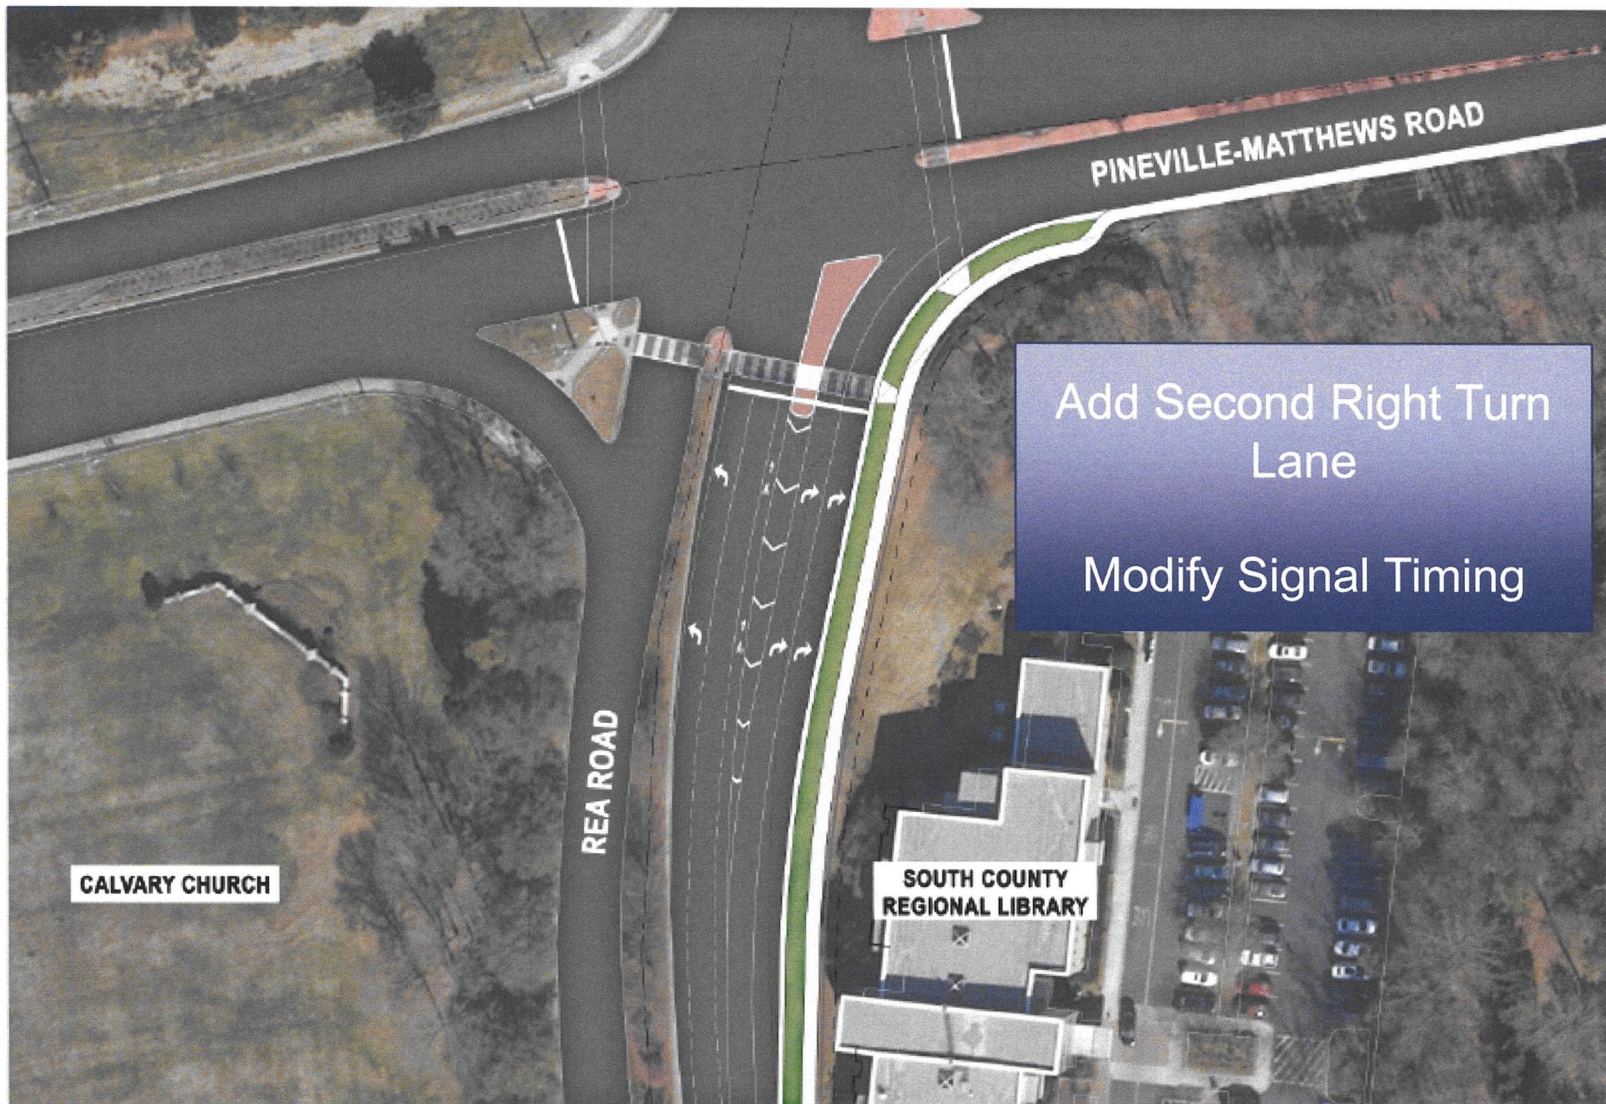 PINEVILLE-MATTHEWS ROAD
Add Second Right Turn
Lane
Modify Signal Timing
REA ROAD
CALVARY CHURCH
SOUTH COUNTY
REGIONAL LIBRARY